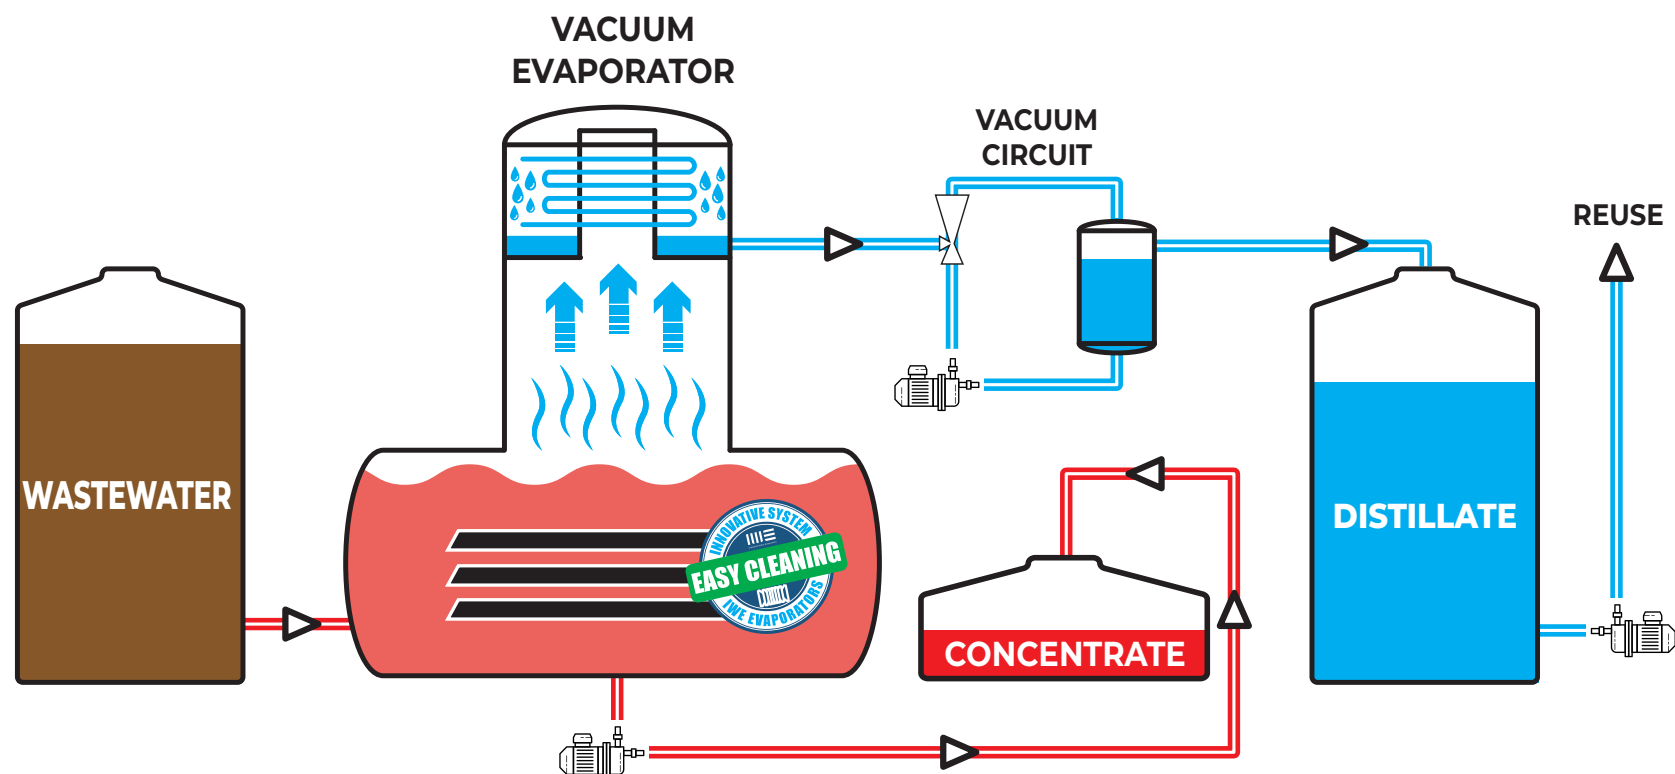 VACUUM
EVAPORATOR
VACUUM
CIRCUIT
REUSE
WASTEWATER
INNOVATIVE SYSTEM
EASY CLEANING
IWE EVAPORATORS
DISTILLATE
CONCENTRATE